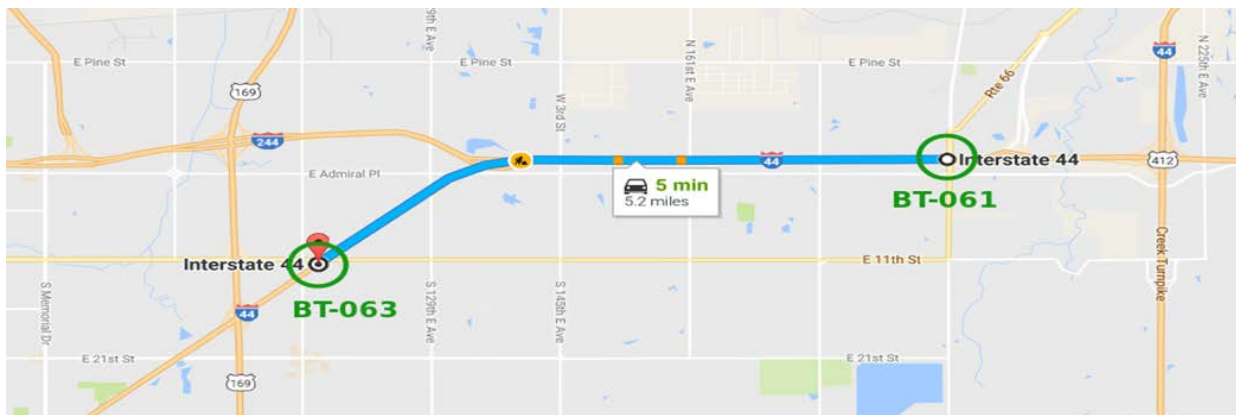 E Pine St
E Pine St
E Pine St
169
9th E Ave
N 161st E Ave
44
N 225th E Ave
Rte 66
W 3rd St
244
44
Interstate 44
412
E Admiral Pl
5 min
5.2 miles
BT-061
Interstate 44
E 11th St
BT-063
44
S Memorial Dr
S 129th E Ave
S 145th E Ave
Creek Turnpike
E 21st St
E 21st St
169